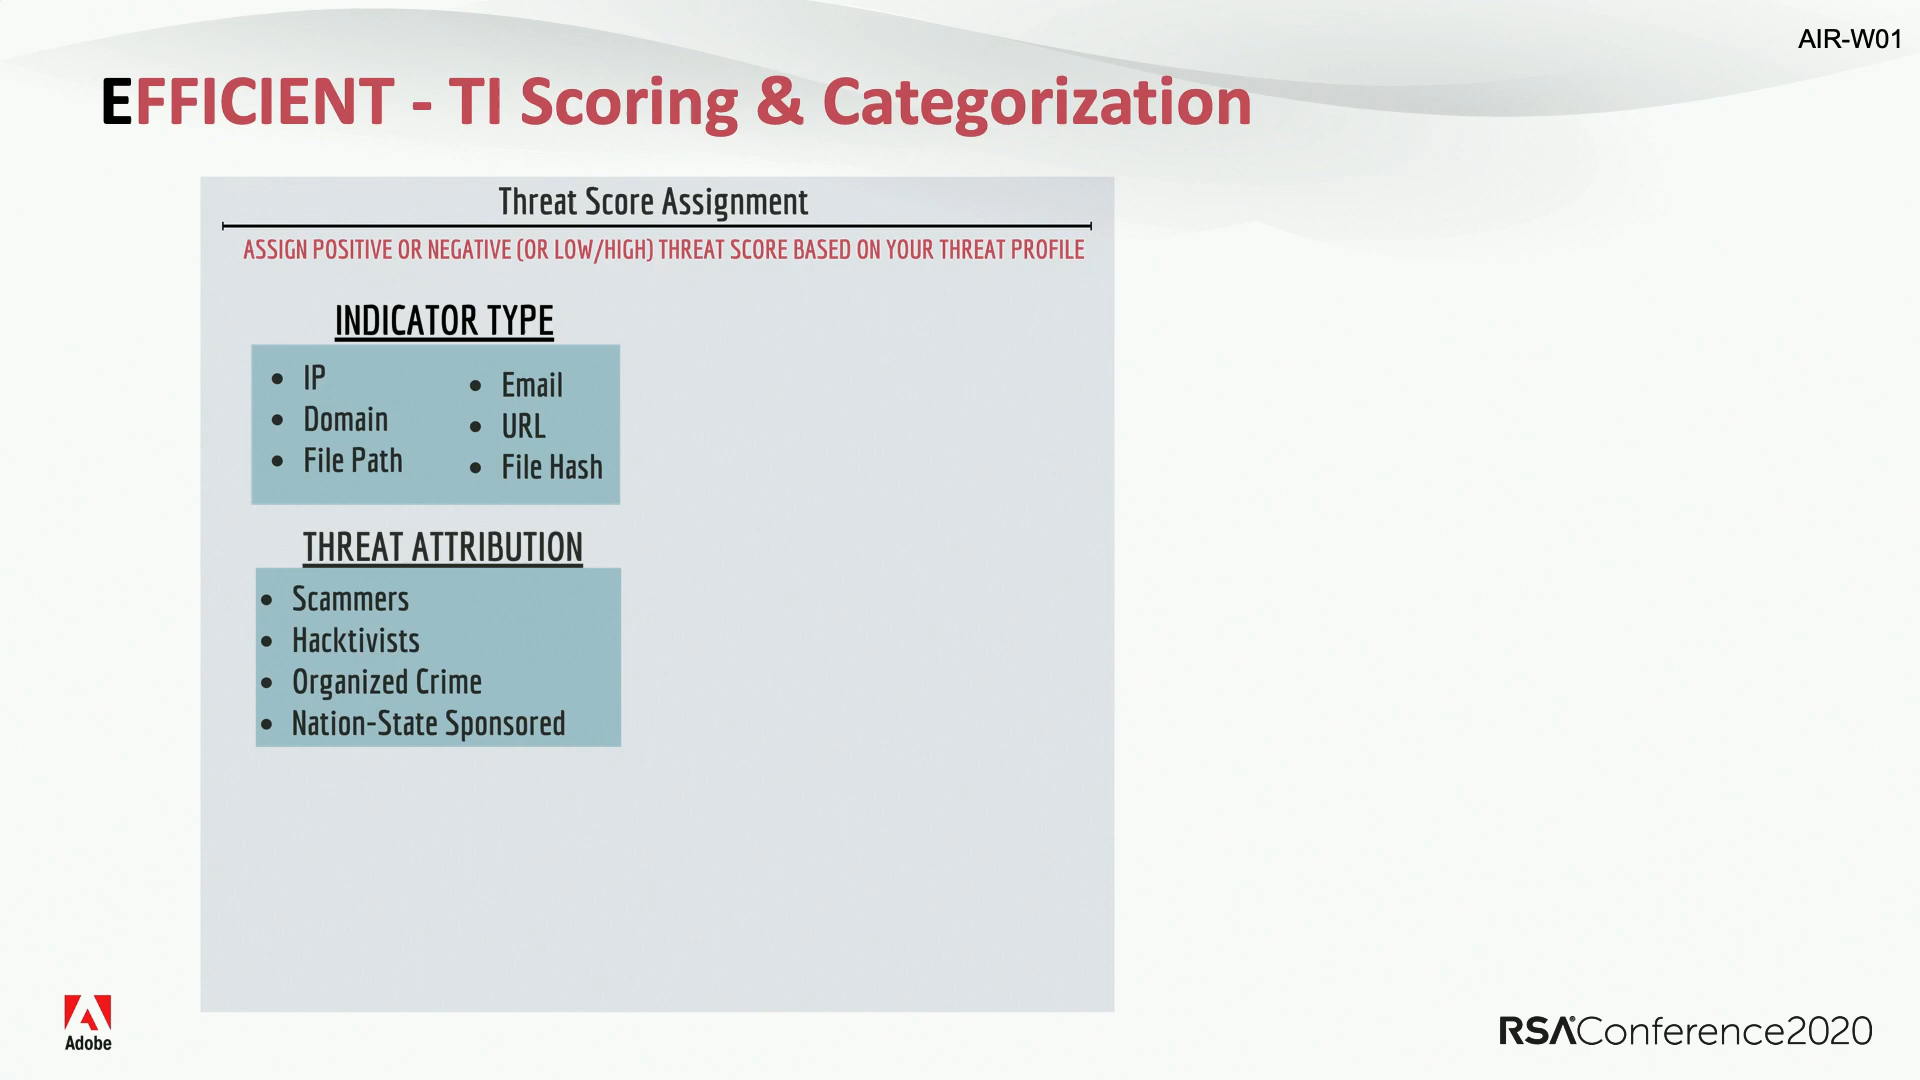 AIR-W01
EFFICIENT - TI Scoring & Categorization
Threat Score Assignment
ASSIGN POSITIVE OR NEGATIVE (OR LOW/HIGH) THREAT SCORE BASED ON YOUR THREAT PROFILE
INDICATOR TYPE
• IP
• Domain
• File Path
• Email
• URL
• File Hash
THREAT ATTRIBUTION
• Scammers
• Hacktivists
• Organized Crime
• Nation-State Sponsored
Adobe
RSA®Conference2020